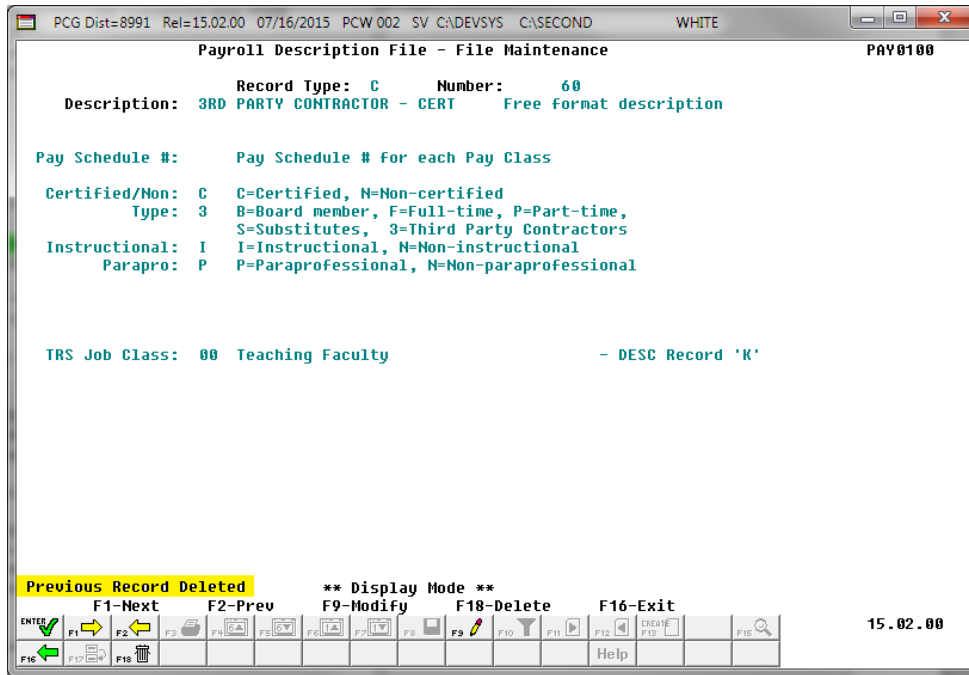 PCG Dist=8991 Rel=15.02.00 07/16/2015 PCW 002 SV C:\DEVSYS C:\SECOND WHITE
Payroll Description File - File Maintenance PAY0100
Record Type: C Number: 60
Description: 3RD PARTY CONTRACTOR - CERT Free format description
Pay Schedule #: Pay Schedule # for each Pay Class
Certified/Non: C C=Certified, N=Non-certified
Type: 3 B=Board member, F=Full-time, P=Part-time,
S=Substitutes, 3=Third Party Contractors
Instructional: I I=Instructional, N=Non-instructional
Parapro: P P=Paraprofessional, N=Non-paraprofessional
TRS Job Class: 00 Teaching Faculty - DESC Record 'K'
Previous Record Deleted ** Display Mode **
F1-Next F2-Prev F9-Modify F18-Delete F16-Exit
ENTER F1 F2 F3 F4 6 F5 6 F6 1 F7 1 F8 F9 F10 F11 F12 CREATE F13 F15 15.02.00
F16 F17 F18 Help